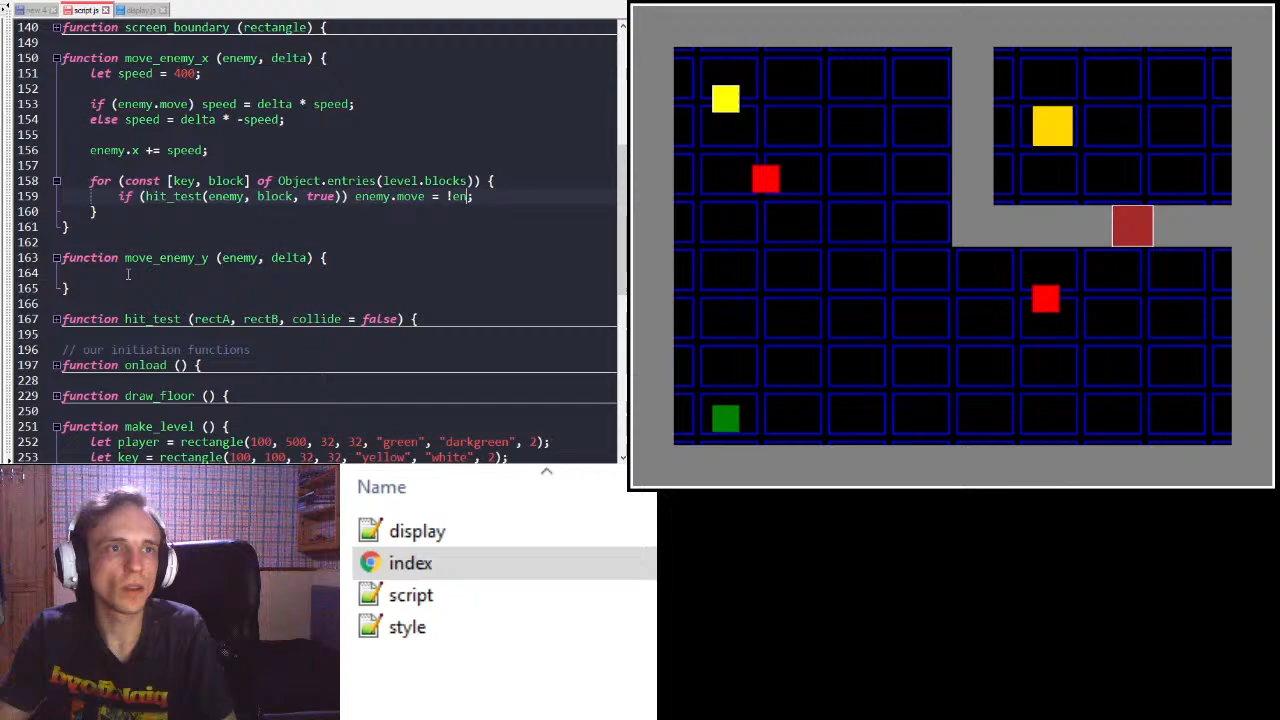 new 4
script.js
display.js
140 function screen_boundary (rectangle) {
149
150 function move_enemy_x (enemy, delta) {
151 let speed = 400;
152
153 if (enemy.move) speed = delta * speed;
154 else speed = delta * -speed;
155
156 enemy.x += speed;
157
158 for (const [key, block] of Object.entries(level.blocks)) {
159 if (hit_test(enemy, block, true)) enemy.move = !en;
160 }
161 }
162
163 function move_enemy_y (enemy, delta) {
164
165 }
166
167 function hit_test (rectA, rectB, collide = false) {
195
196 // our initiation functions
197 function onload () {
228
229 function draw_floor () {
250
251 function make_level () {
252 let player = rectangle(100, 500, 32, 32, "green", "darkgreen", 2);
253 let key = rectangle(100, 100, 32, 32, "yellow", "white", 2);
Name
display
index
script
style